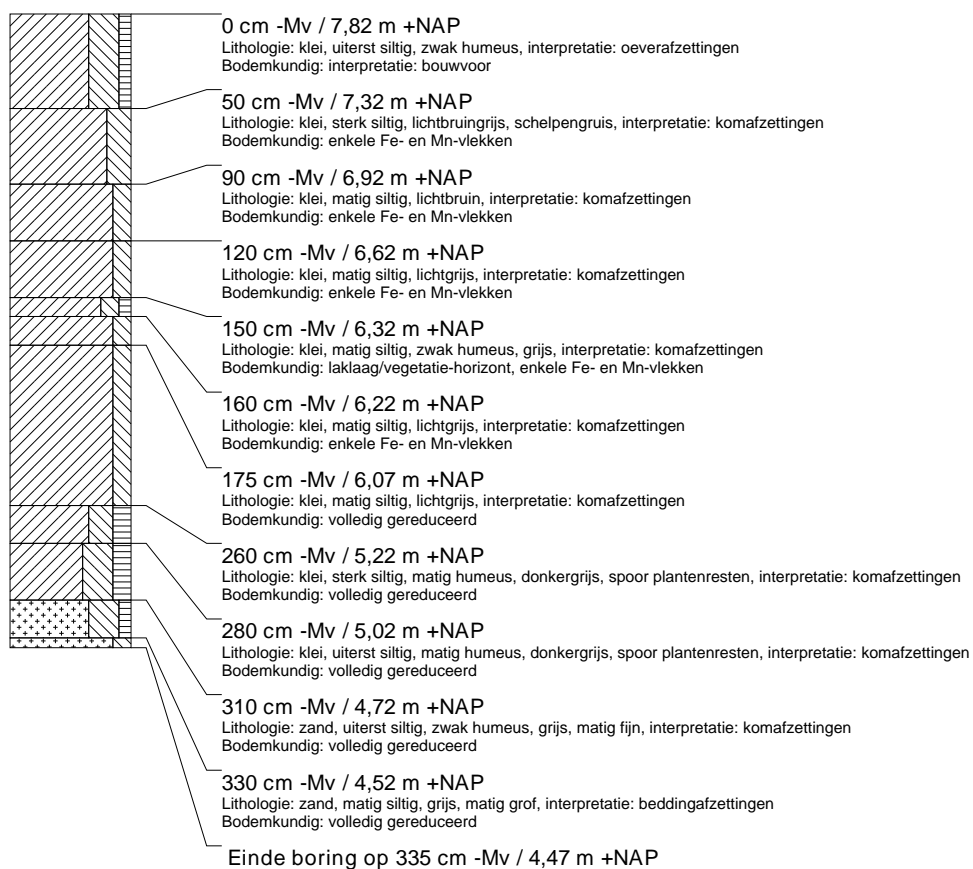 0 cm -Mv / 7,82 m +NAP
Lithologie: klei, uiterst siltig, zwak humeus, interpretatie: oeverafzettingen
Bodemkundig: interpretatie: bouwvoor
50 cm -Mv / 7,32 m +NAP
Lithologie: klei, sterk siltig, lichtbruingrijs, schelpengruis, interpretatie: komafzettingen
Bodemkundig: enkele Fe- en Mn-vlekken
90 cm -Mv / 6,92 m +NAP
Lithologie: klei, matig siltig, lichtbruin, interpretatie: komafzettingen
Bodemkundig: enkele Fe- en Mn-vlekken
120 cm -Mv / 6,62 m +NAP
Lithologie: klei, matig siltig, lichtgrijs, interpretatie: komafzettingen
Bodemkundig: enkele Fe- en Mn-vlekken
150 cm -Mv / 6,32 m +NAP
Lithologie: klei, matig siltig, zwak humeus, grijs, interpretatie: komafzettingen
Bodemkundig: laklaag/vegetatie-horizont, enkele Fe- en Mn-vlekken
160 cm -Mv / 6,22 m +NAP
Lithologie: klei, matig siltig, lichtgrijs, interpretatie: komafzettingen
Bodemkundig: enkele Fe- en Mn-vlekken
175 cm -Mv / 6,07 m +NAP
Lithologie: klei, matig siltig, lichtgrijs, interpretatie: komafzettingen
Bodemkundig: volledig gereduceerd
260 cm -Mv / 5,22 m +NAP
Lithologie: klei, sterk siltig, matig humeus, donkergrijs, spoor plantenresten, interpretatie: komafzettingen
Bodemkundig: volledig gereduceerd
280 cm -Mv / 5,02 m +NAP
Lithologie: klei, uiterst siltig, matig humeus, donkergrijs, spoor plantenresten, interpretatie: komafzettingen
Bodemkundig: volledig gereduceerd
310 cm -Mv / 4,72 m +NAP
Lithologie: zand, uiterst siltig, zwak humeus, grijs, matig fijn, interpretatie: komafzettingen
Bodemkundig: volledig gereduceerd
330 cm -Mv / 4,52 m +NAP
Lithologie: zand, matig siltig, grijs, matig grof, interpretatie: beddingafzettingen
Bodemkundig: volledig gereduceerd
Einde boring op 335 cm -Mv / 4,47 m +NAP